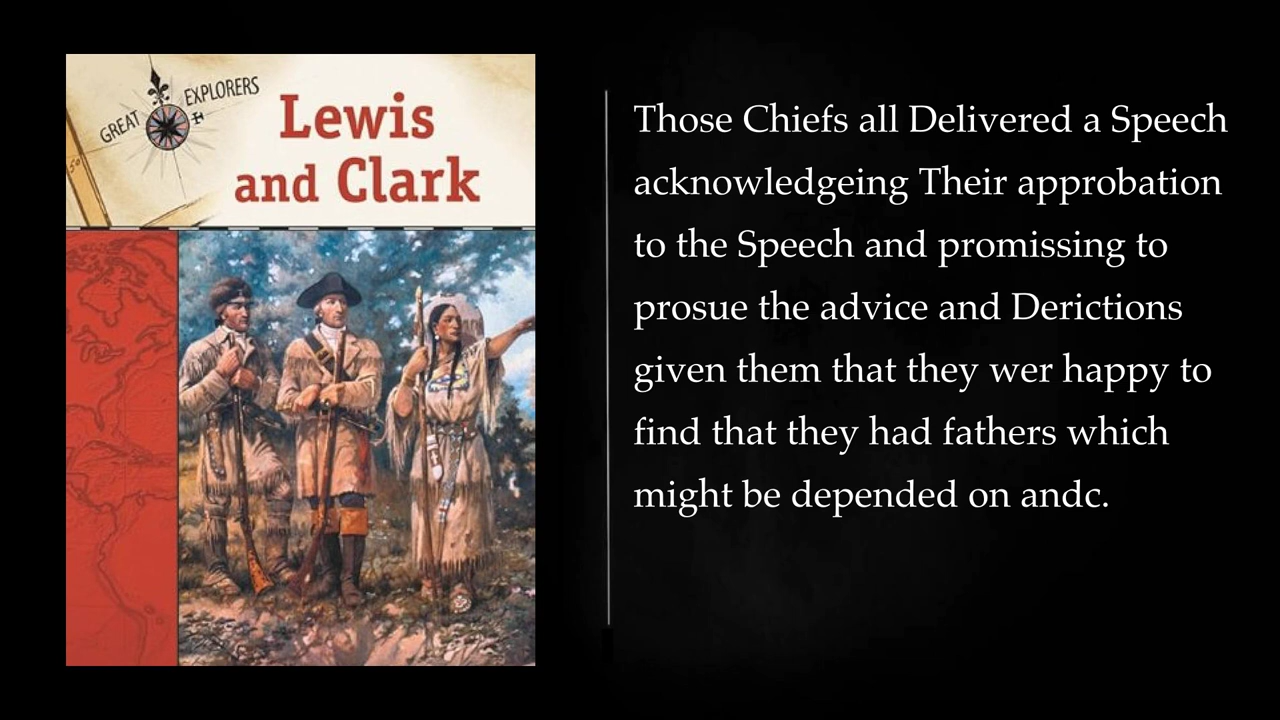 GREAT EXPLORERS
Lewis
and Clark
50
Those Chiefs all Delivered a Speech
acknowledgeing Their approbation
to the Speech and promissing to
prosue the advice and Derictions
given them that they wer happy to
find that they had fathers which
might be depended on andc.